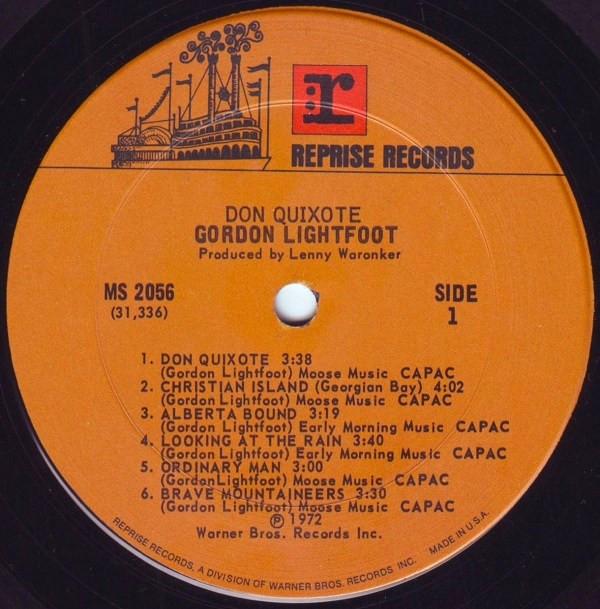 r
REPRISE RECORDS
DON QUIXOTE
GORDON LIGHTFOOT
Produced by Lenny Waronker
MS 2056
(31,336)
SIDE
1
1. DON QUIXOTE 3:38
(Gordon Lightfoot) Moose Music CAPAC
2. CHRISTIAN ISLAND (Georgian Bay) 4:02
(Gordon Lightfoot) Moose Music CAPAC
3. ALBERTA BOUND 3:19
(Gordon Lightfoot) Early Morning Music CAPAC
4. LOOKING AT THE RAIN 3:40
(Gordon Lightfoot) Early Morning Music CAPAC
5. ORDINARY MAN 3:00
(GordonLightfoot) Moose Music CAPAC
6. BRAVE MOUNTAINEERS 3:30
(Gordon Lightfoot) Moose Music CAPAC
℗ 1972
Warner Bros. Records Inc.
REPRISE RECORDS, A DIVISION OF WARNER BROS. RECORDS INC. MADE IN U.S.A.